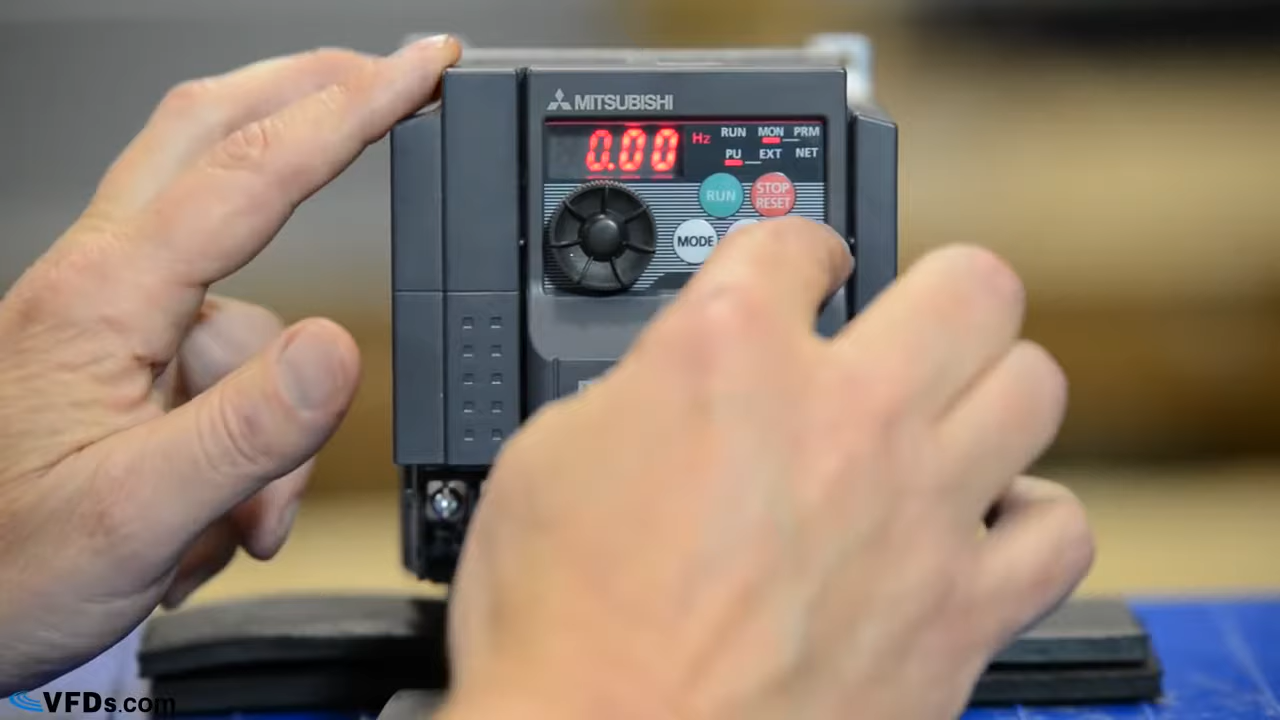 MITSUBISHI
0.00 Hz RUN MON PRM
PU EXT NET
RUN STOP RESET
MODE
VFDs.com